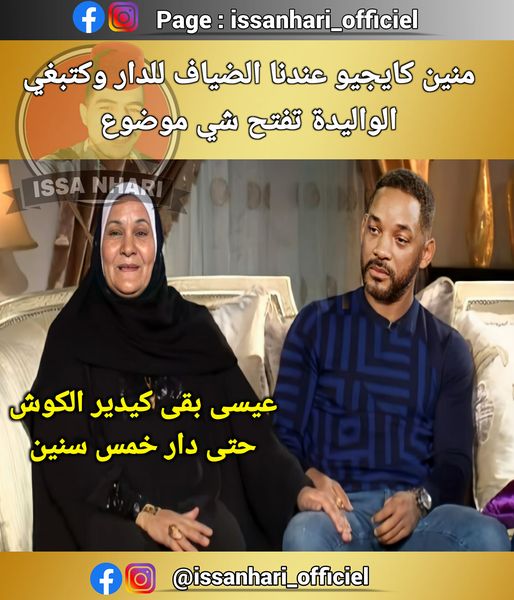 Page : issanhari_officiel
منين كايجيو عندنا الضياف للدار وكتبغي
الواليدة تفتح شي موضوع
ISSA NHARI
عيسى بقى كيدير الكوش
حتى دار خمس سنين
@issanhari_officiel